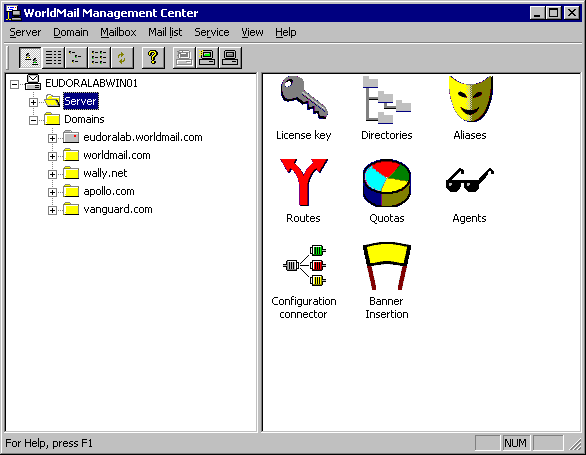 WorldMail Management Center
Server Domain Mailbox Mail list Service View Help
EUDORALABWIN01
Server
Domains
eudoralab.worldmail.com
worldmail.com
wally.net
apollo.com
vanguard.com
License key Directories Aliases
Routes Quotas Agents
Configuration connector
Banner Insertion
For Help, press F1
NUM